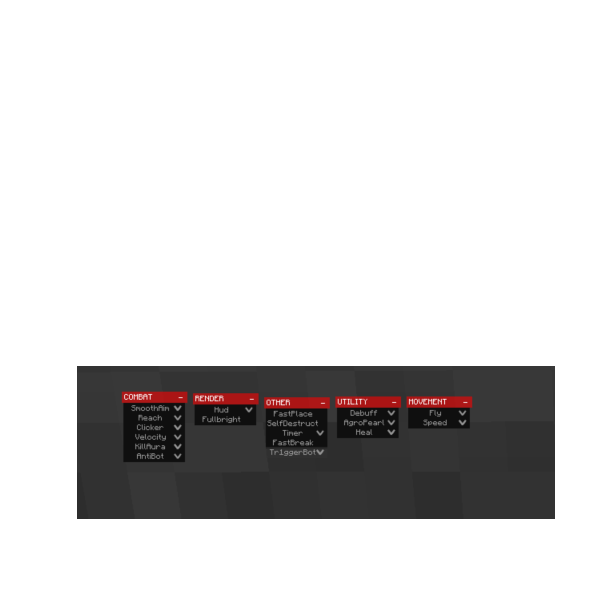 COMBAT –
SmoothAim
Reach
Clicker
Velocity
KillAura
AntiBot
RENDER –
Hud
Fullbright
OTHER –
FastPlace
SelfDestruct
Timer
FastBreak
Tr1ggerBot
UTILITY –
Debuff
AgroPearl
Heal
MOVEMENT –
Fly
Speed